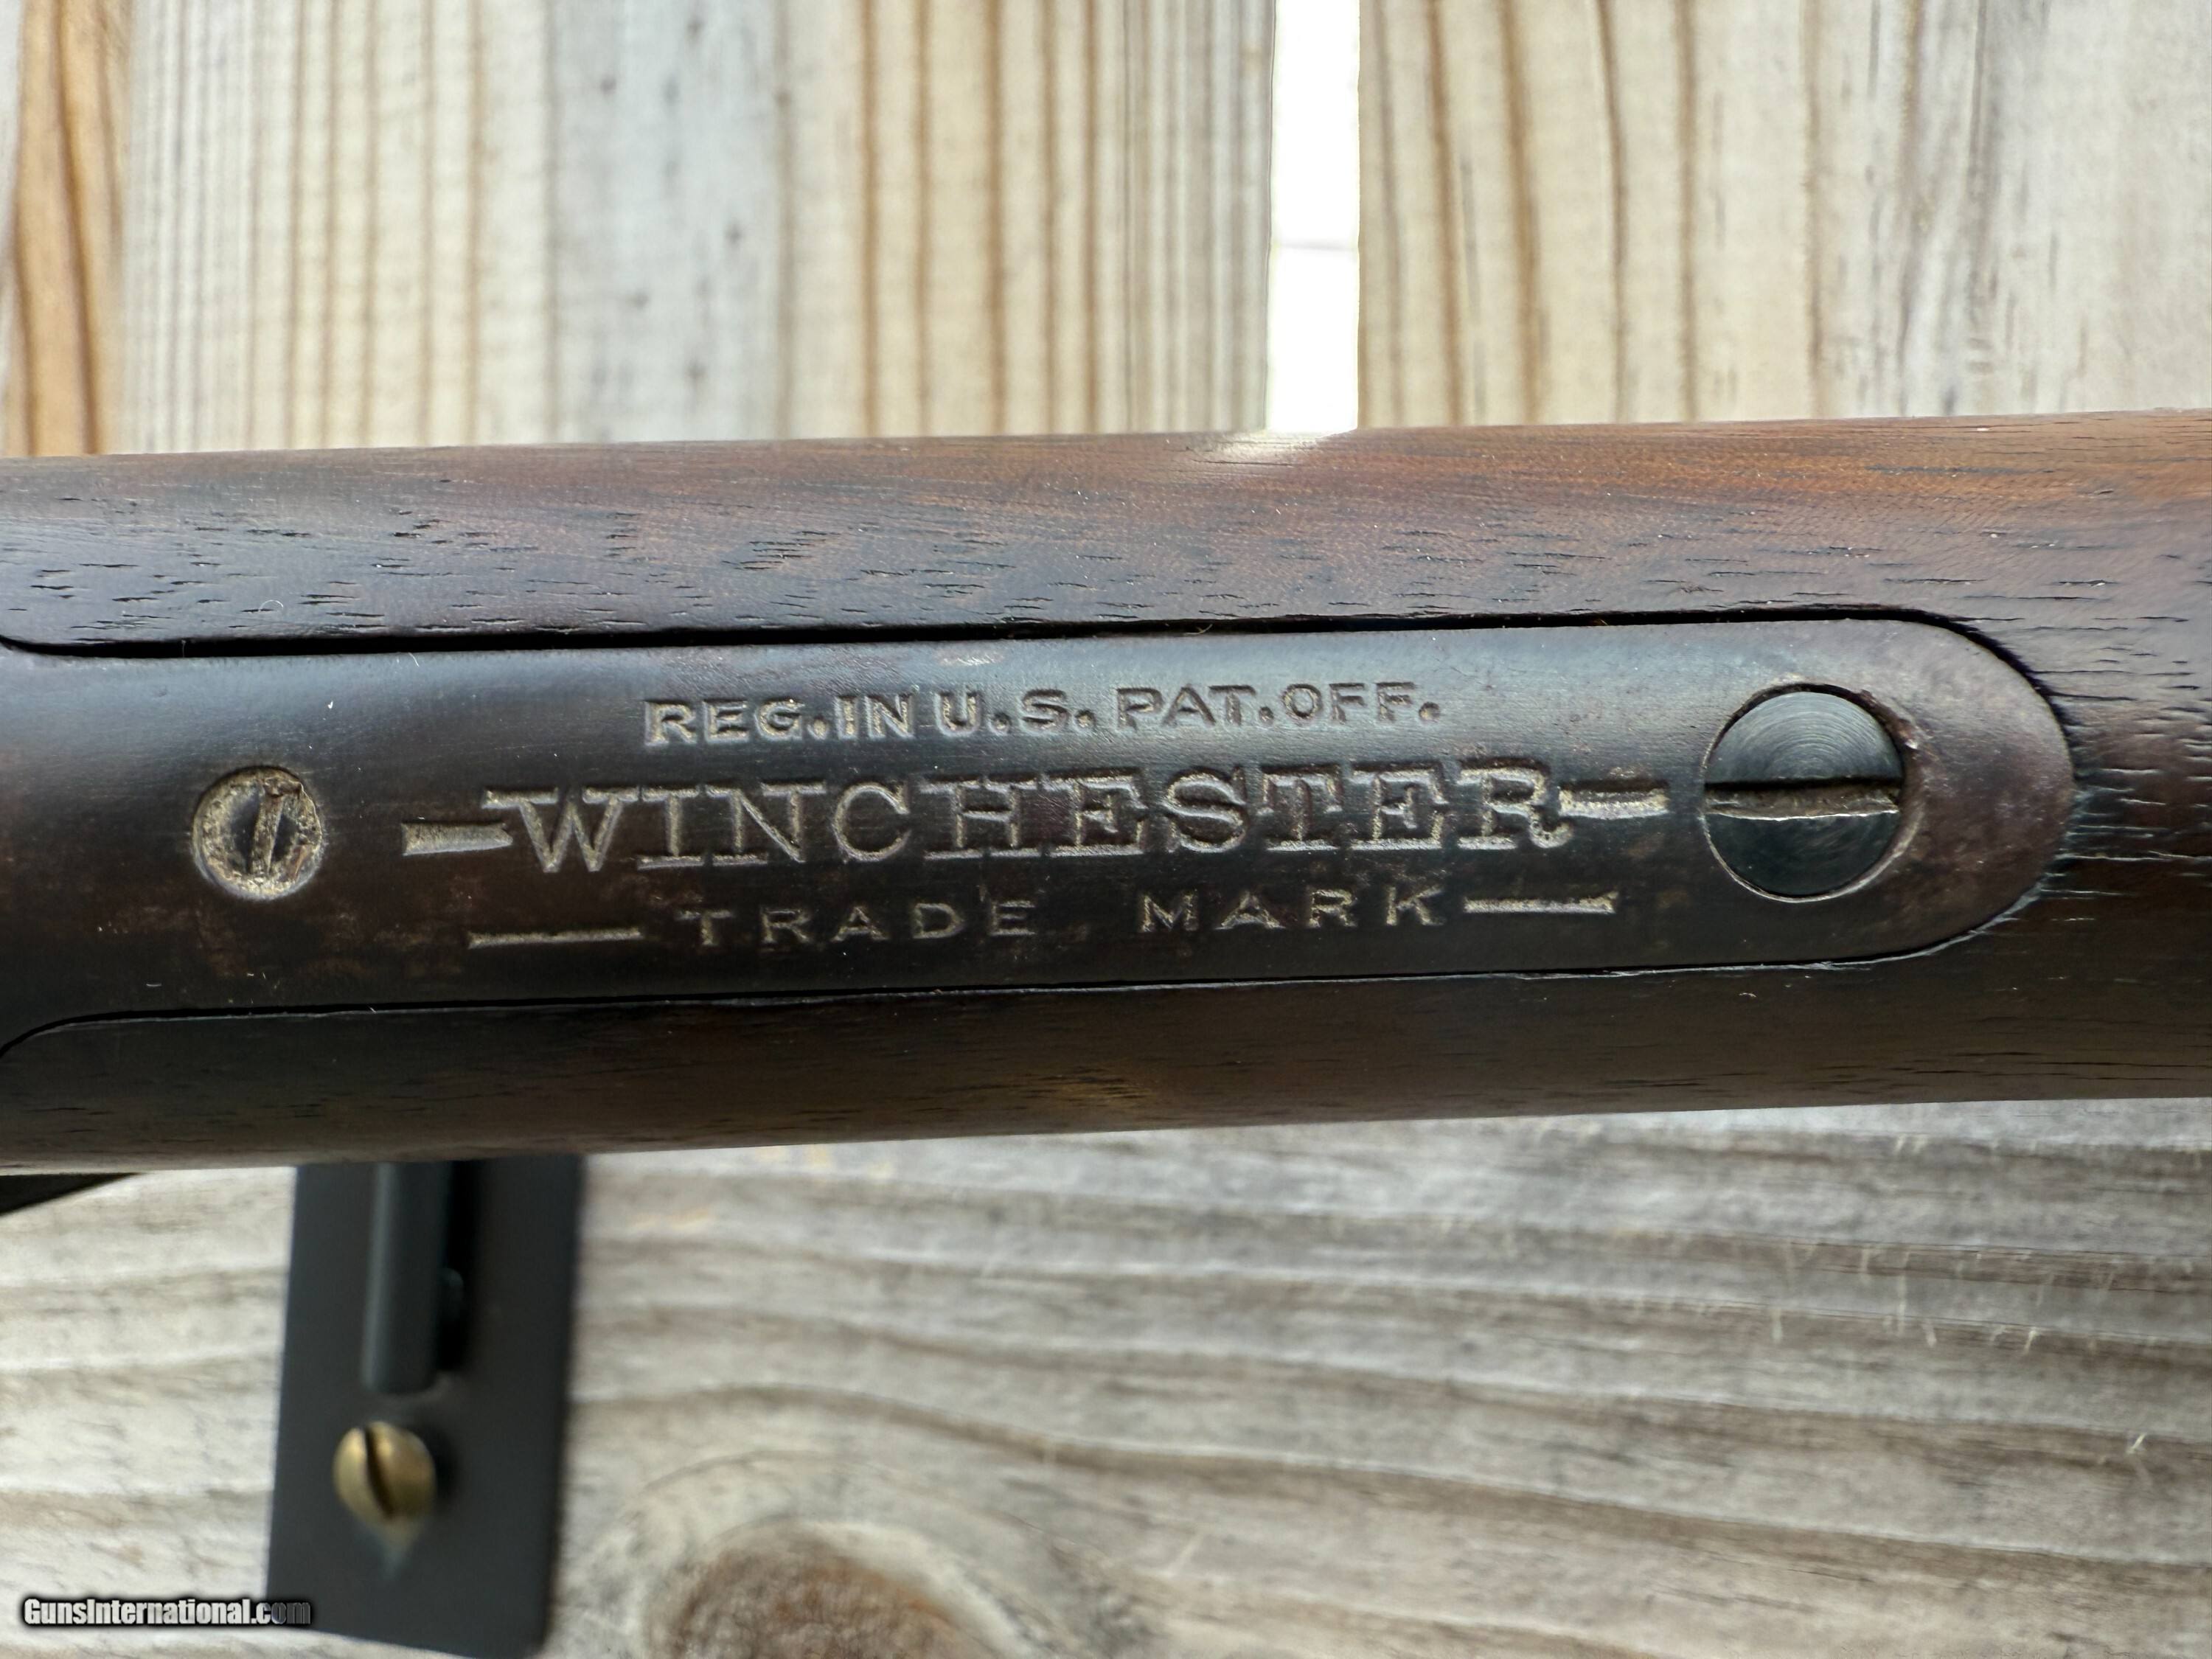 REG.IN U.S. PAT.OFF.
WINCHESTER
TRADE MARK
GunsInternational.com